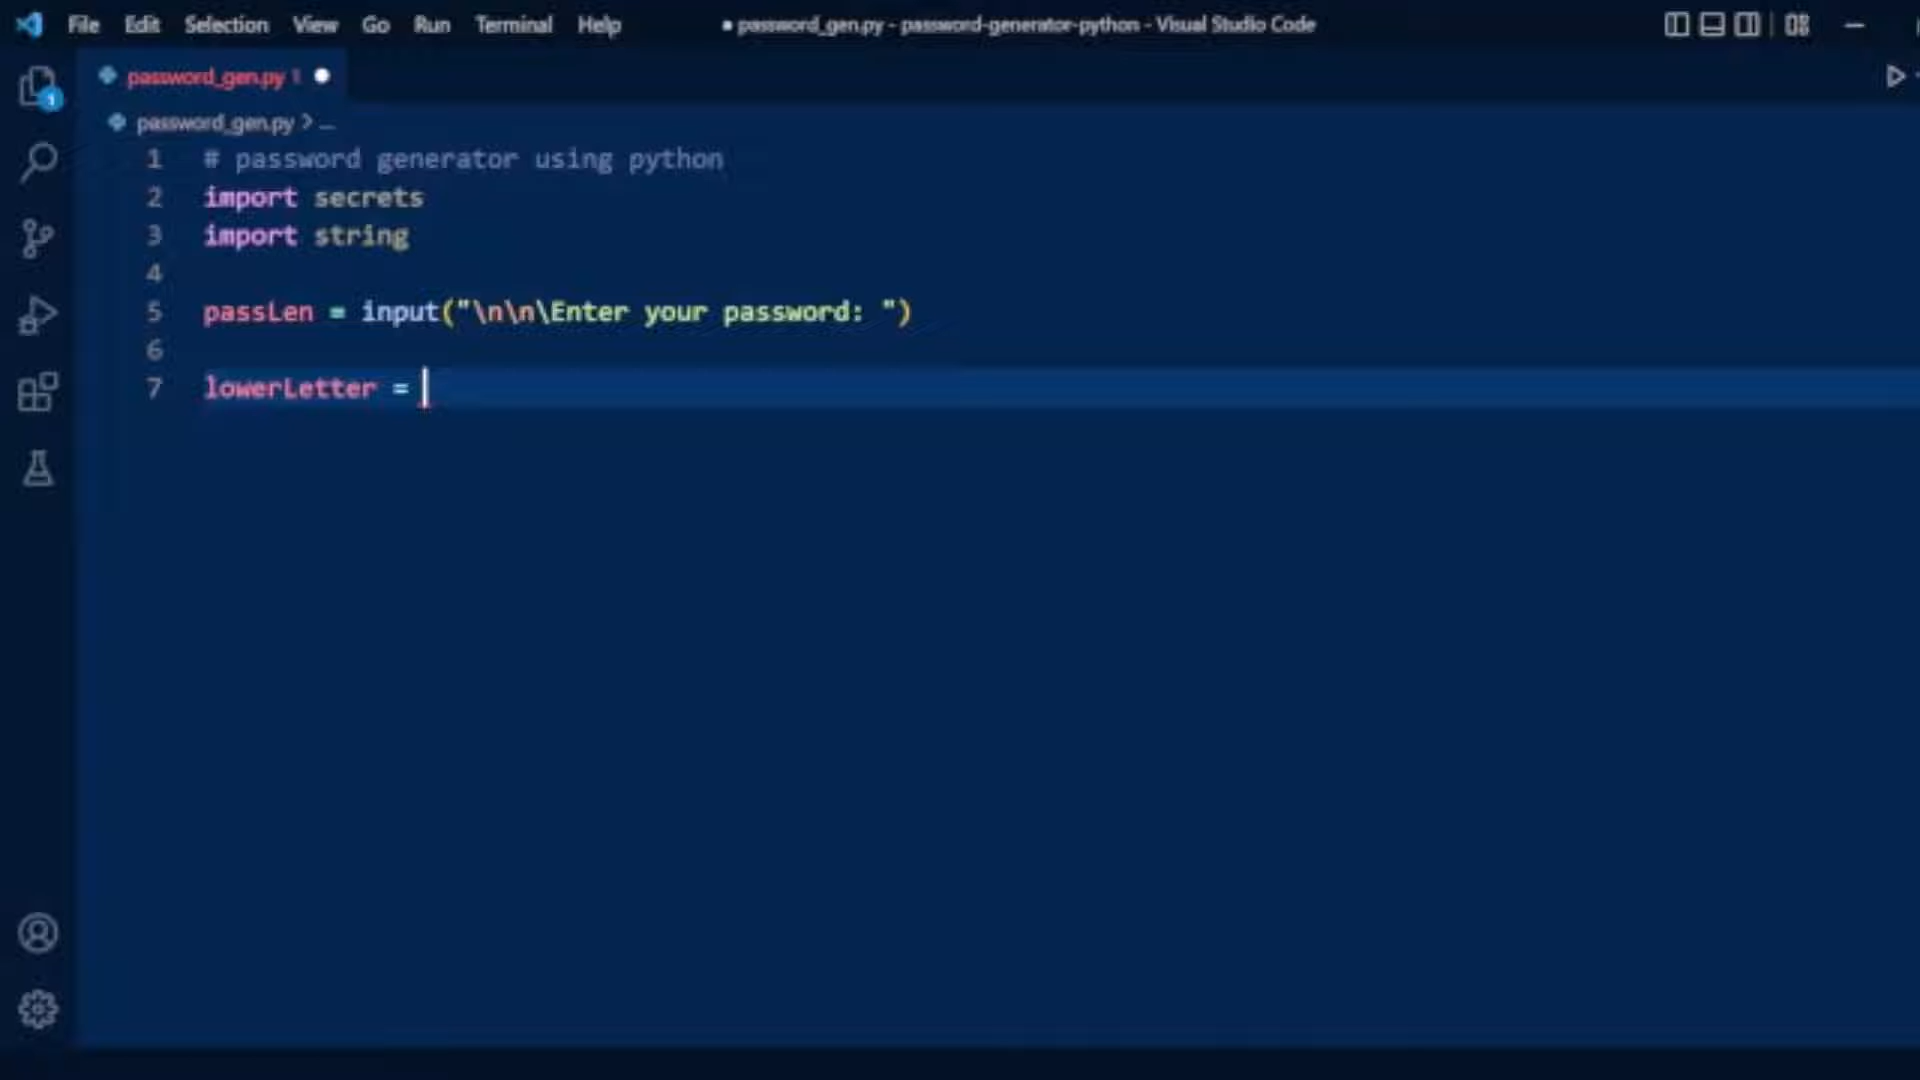 File Edit Selection View Go Run Terminal Help ● password_gen.py - password-generator-python - Visual Studio Code
password_gen.py 1 ●
1
password_gen.py > ...
1 # password generator using python
2 import secrets
3 import string
4
5 passLen = input("\n\n\Enter your password: ")
6
7 lowerLetter =